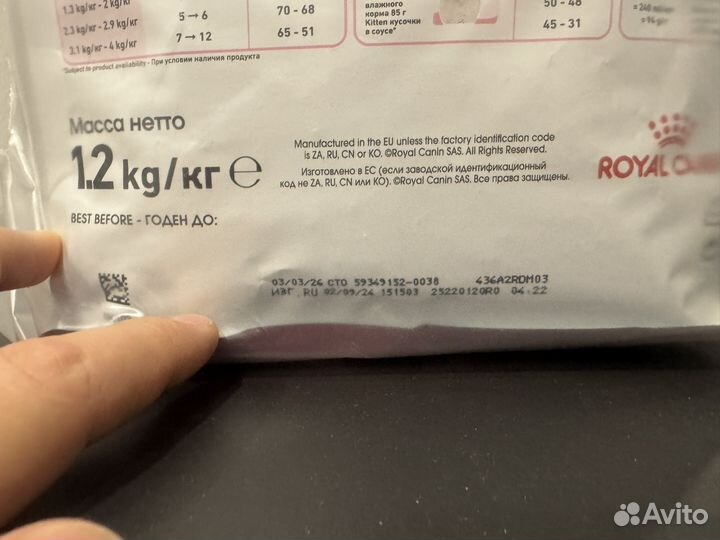 1.3 kg/кг - 2 kg/кг
5 → 6
70 - 68
2.3 kg/кг - 2.9 kg/кг
7 → 12
65 - 51
3.1 kg/кг - 4 kg/кг
*Subject to product availability - При условии наличия продукта
влажного
корма 85 г
Kitten кусочки
в соусе*
50 - 48
45 - 31
Масса нетто
1.2 kg/кг e
BEST BEFORE - ГОДЕН ДО:
Manufactured in the EU unless the factory identification code
is ZA, RU, CN or KO. ©Royal Canin SAS. All Rights Reserved.
Изготовлено в ЕС (если заводской идентификационный
код не ZA, RU, CN или KO). ©Royal Canin SAS. Все права защищены.
ROYAL CANIN
03/03/26 СТО 59349152-0038 436A2RDM03
ИЗГ. RU 02/09/24 151503 25220120R0 04:22
Avito